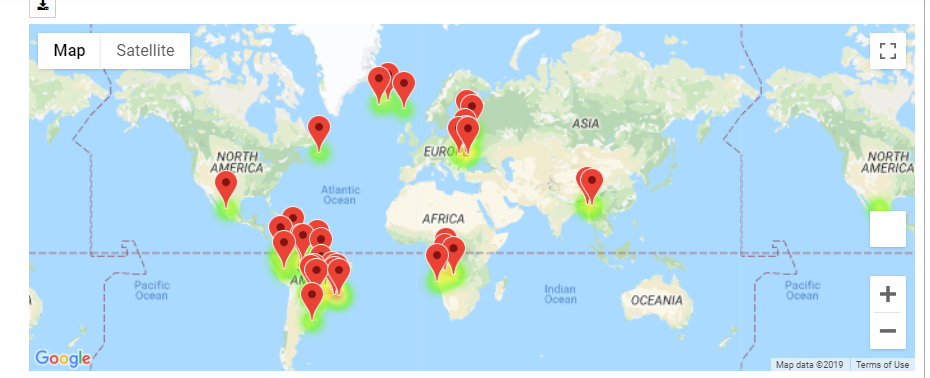 Map
Satellite
ASIA
NORTH
AMERICA
EURO
NORTH
AMERICA
Atlantic
Ocean
AFRICA
Pacific
Ocean
Indian
Ocean
OCEANIA
Pacific
Ocean
Google
Map data ©2019
Terms of Use